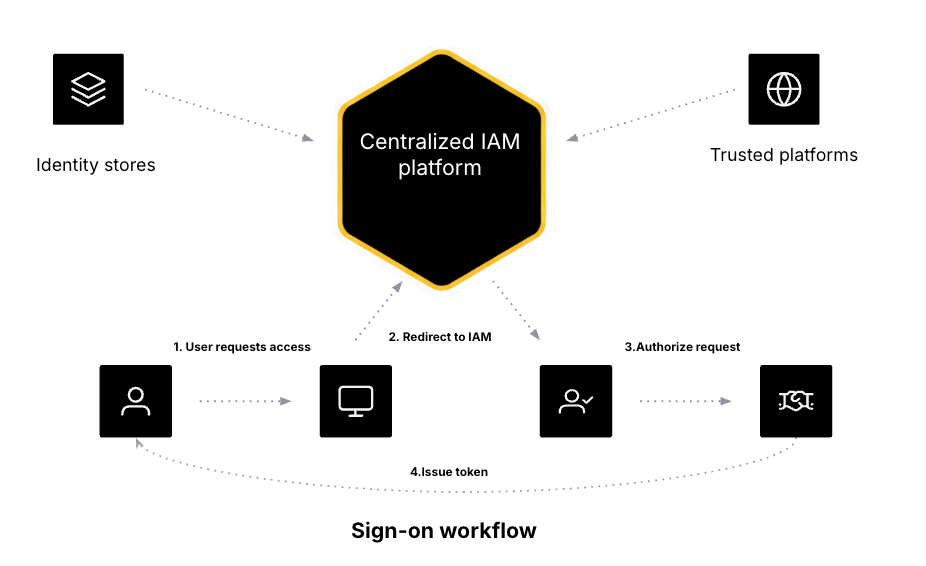 Centralized IAM
platform
Identity stores
Trusted platforms
1. User requests access
2. Redirect to IAM
3.Authorize request
4.Issue token
Sign-on workflow